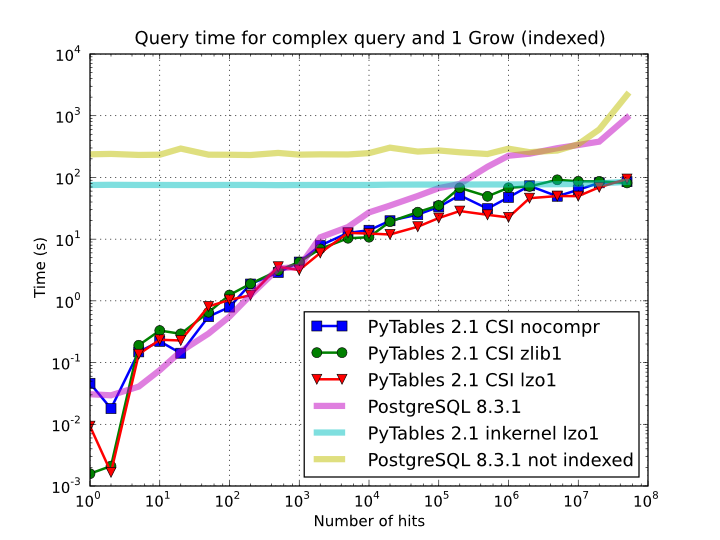 Query time for complex query and 1 Grow (indexed)
10^4
10^3
10^2
10^1
10^0
10^-1
10^-2
10^-3
Time (s)
PyTables 2.1 CSI nocompr
PyTables 2.1 CSI zlib1
PyTables 2.1 CSI lzo1
PostgreSQL 8.3.1
PyTables 2.1 inkernel lzo1
PostgreSQL 8.3.1 not indexed
10^0 10^1 10^2 10^3 10^4 10^5 10^6 10^7 10^8
Number of hits